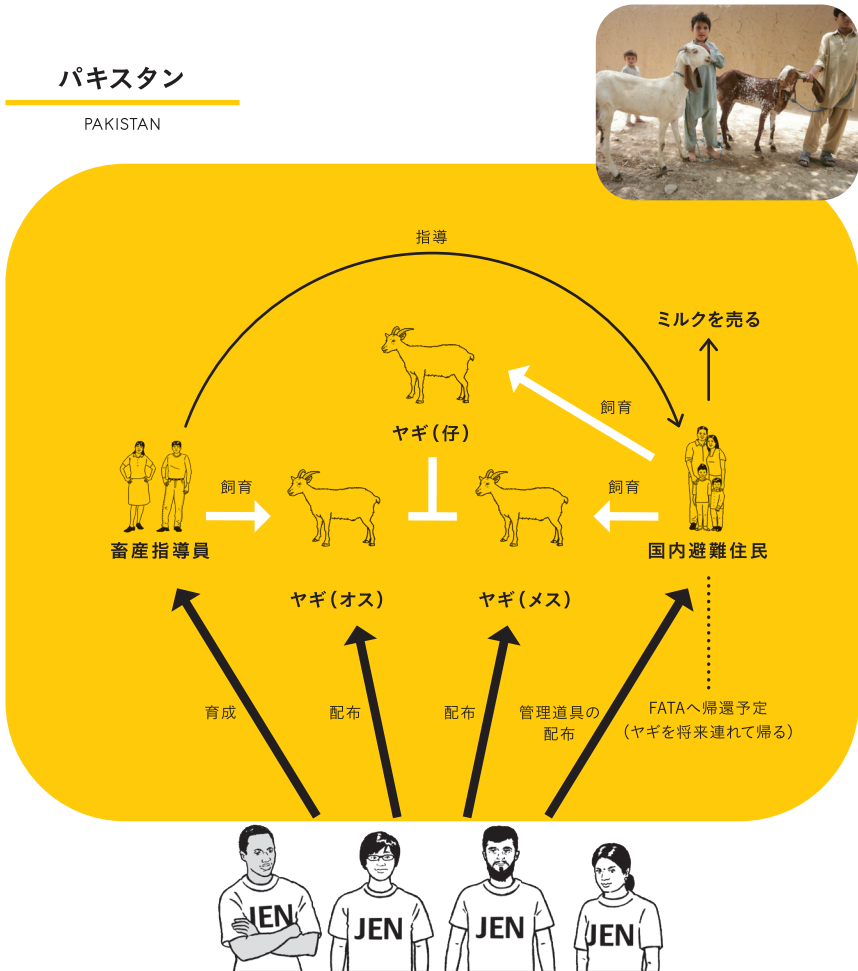 パキスタン
PAKISTAN
指導
ミルクを売る
飼育
ヤギ（仔）
飼育
飼育
畜産指導員
国内避難住民
ヤギ（オス）
ヤギ（メス）
育成
配布
配布
管理道具の
配布
FATAへ帰還予定
（ヤギを将来連れて帰る）
JEN
JEN
JEN
JEN